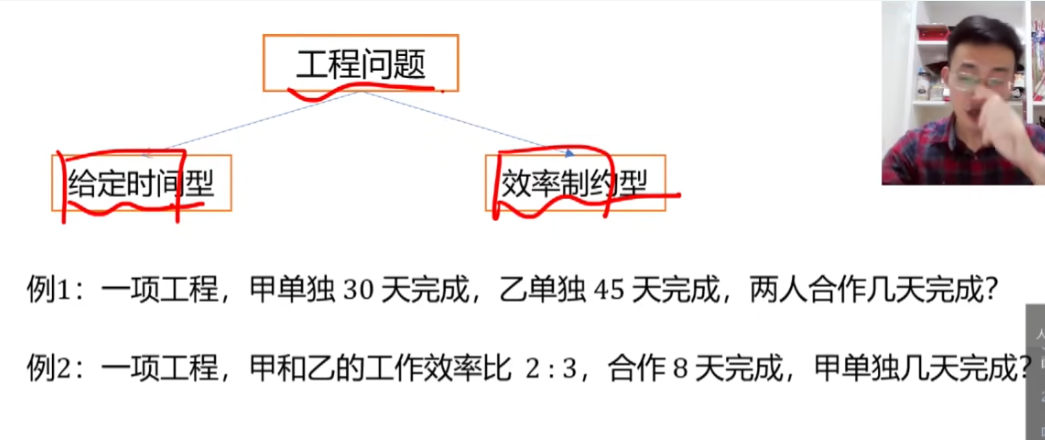 工程问题
给定时间型
效率制约型
例1：一项工程，甲单独 30 天完成，乙单独 45 天完成，两人合作几天完成？
例2：一项工程，甲和乙的工作效率比 2 : 3，合作 8 天完成，甲单独几天完成？